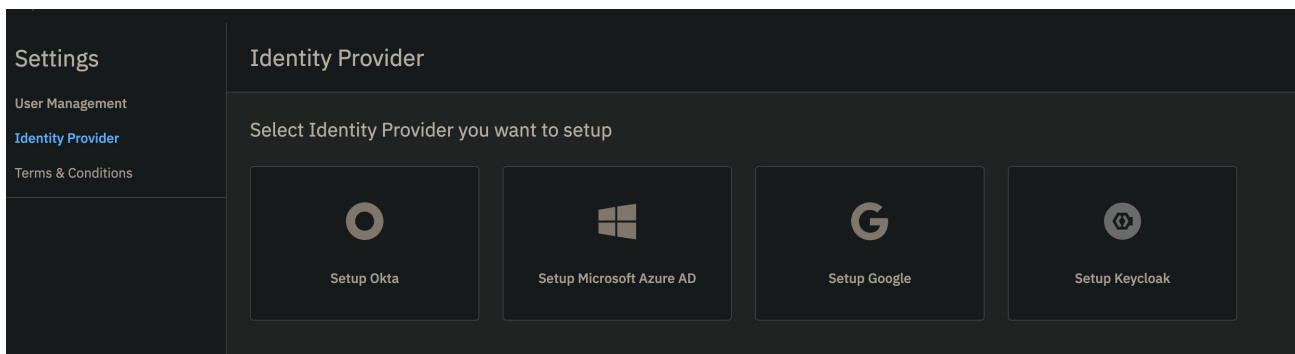 Settings
User Management
Identity Provider
Terms & Conditions
Identity Provider
Select Identity Provider you want to setup
Setup Okta
Setup Microsoft Azure AD
Setup Google
Setup Keycloak